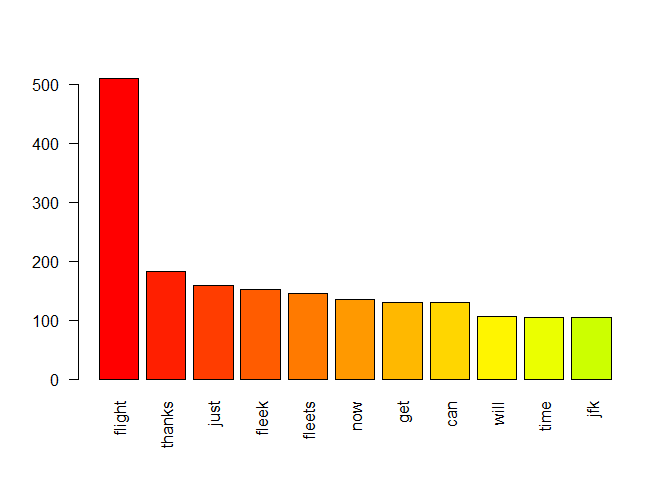 500
400
300
200
100
0
flight
thanks
just
fleek
fleets
now
get
can
will
time
jfk